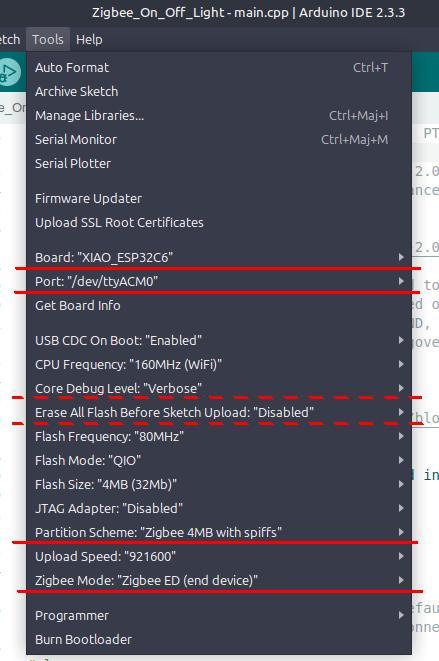 Zigbee_On_Off_Light - main.cpp | Arduino IDE 2.3.3
etch Tools Help
Auto Format Ctrl+T
Archive Sketch
Manage Libraries... Ctrl+Maj+I
Serial Monitor Ctrl+Maj+M
Serial Plotter
Firmware Updater
Upload SSL Root Certificates
Board: "XIAO_ESP32C6"
Port: "/dev/ttyACM0"
Get Board Info
USB CDC On Boot: "Enabled"
CPU Frequency: "160MHz (WiFi)"
Core Debug Level: "Verbose"
Erase All Flash Before Sketch Upload: "Disabled"
Flash Frequency: "80MHz"
Flash Mode: "QIO"
Flash Size: "4MB (32Mb)"
JTAG Adapter: "Disabled"
Partition Scheme: "Zigbee 4MB with spiffs"
Upload Speed: "921600"
Zigbee Mode: "Zigbee ED (end device)"
Programmer
Burn Bootloader